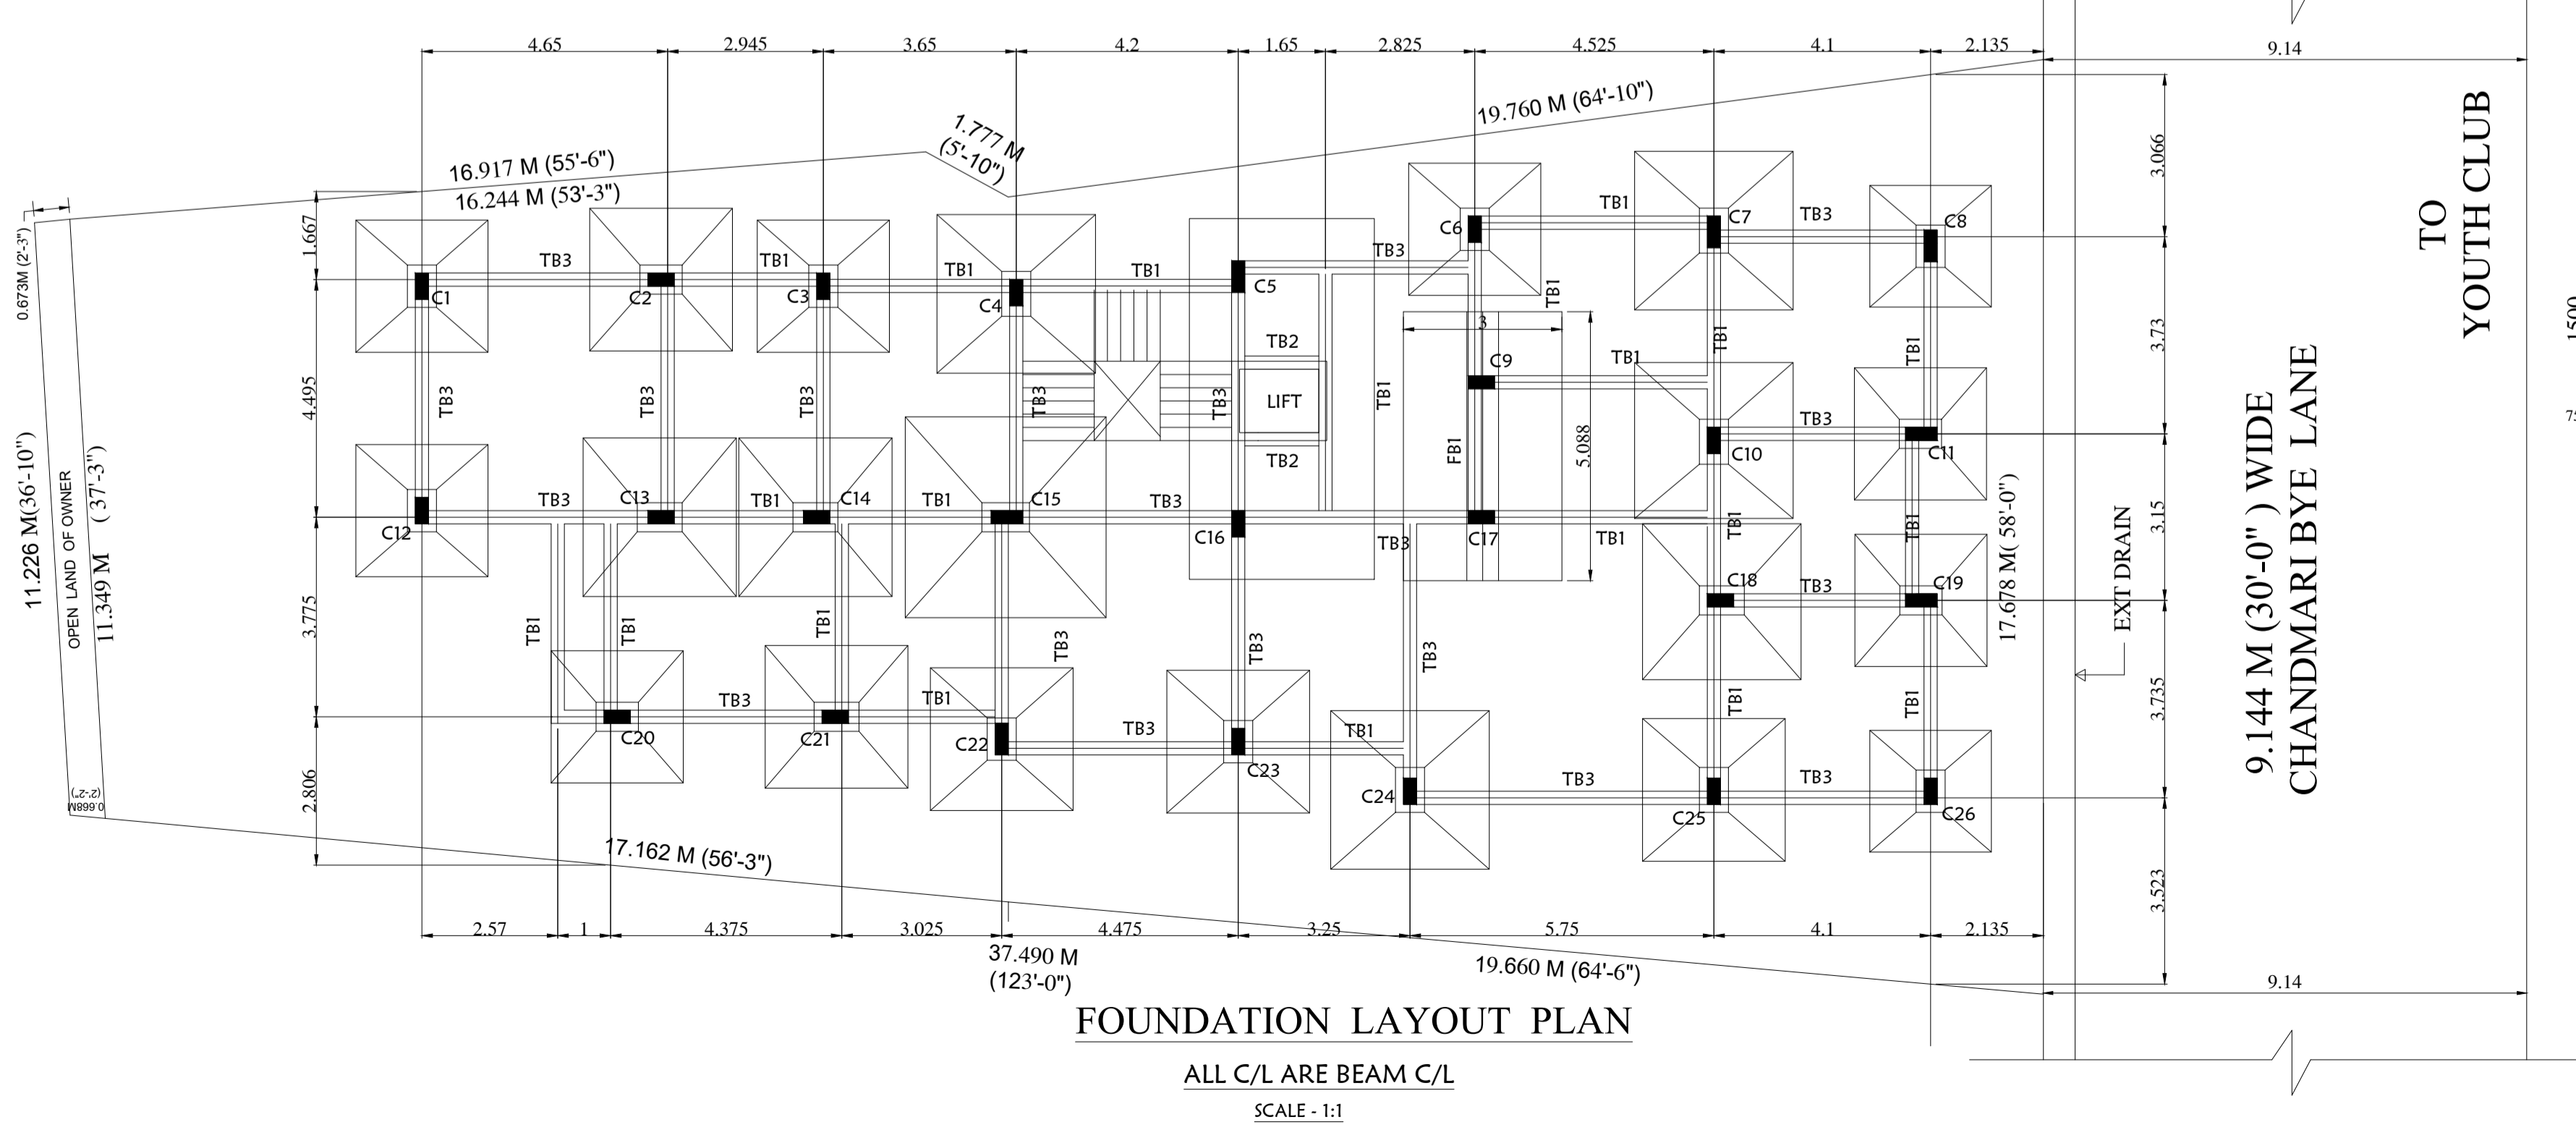 4.65 2.945 3.65 4.2 1.65 2.825 4.525 4.1 2.135 9.14
19.760 M (64'-10")
1.777 M
(5'-10")
16.917 M (55'-6")
16.244 M (53'-3")
0.673M (2'-3")
1.667
4.495
3.775
2.806
3.066
3.73
3.15
3.735
3.523
TO
YOUTH CLUB
1500
C6 TB1 C7 TB3 C8
TB3 TB1 TB1 TB1 TB3
C1 C2 C3 C4 C5
TB1 TB1 TB1
3
TB2
C9 TB1
TB3 TB3 TB3 TB3 TB3 LIFT TB1
FB1 5.088
TB3
C10 C11
TB2
TB3 C13 TB1 C14 TB1 C15 TB3
C12 C16 TB3 C17 TB1 TB1 TB1
C18 TB3 C19
11.226 M(36'-10")
OPEN LAND OF OWNER
11.349 M ( 37'-3")
17.678 M( 58'-0")
EXT DRAIN
9.144 M (30'-0" ) WIDE
CHANDMARI BYE LANE
TB1 TB1 TB1 TB3 TB3 TB3 TB1 TB1
TB3 TB1
C20 C21 C22 TB3 C23 TB1
C24 TB3 C25 TB3 C26
0.668M
(2'-2")
17.162 M (56'-3")
2.57 1 4.375 3.025 4.475 3.25 5.75 4.1 2.135
37.490 M
(123'-0")
19.660 M (64'-6")
9.14
FOUNDATION LAYOUT PLAN
ALL C/L ARE BEAM C/L
SCALE - 1:1